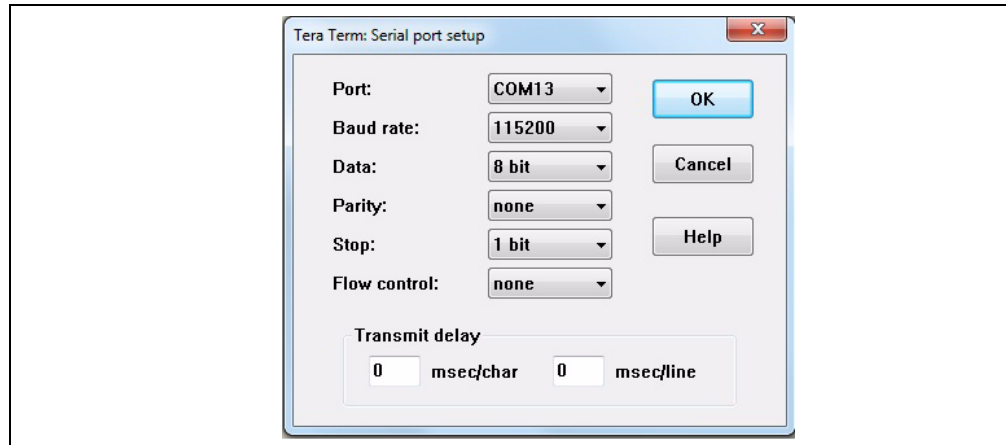 Tera Term: Serial port setup
Port: COM13
OK
Baud rate: 115200
Data: 8 bit
Cancel
Parity: none
Stop: 1 bit
Help
Flow control: none
Transmit delay
0 msec/char 0 msec/line